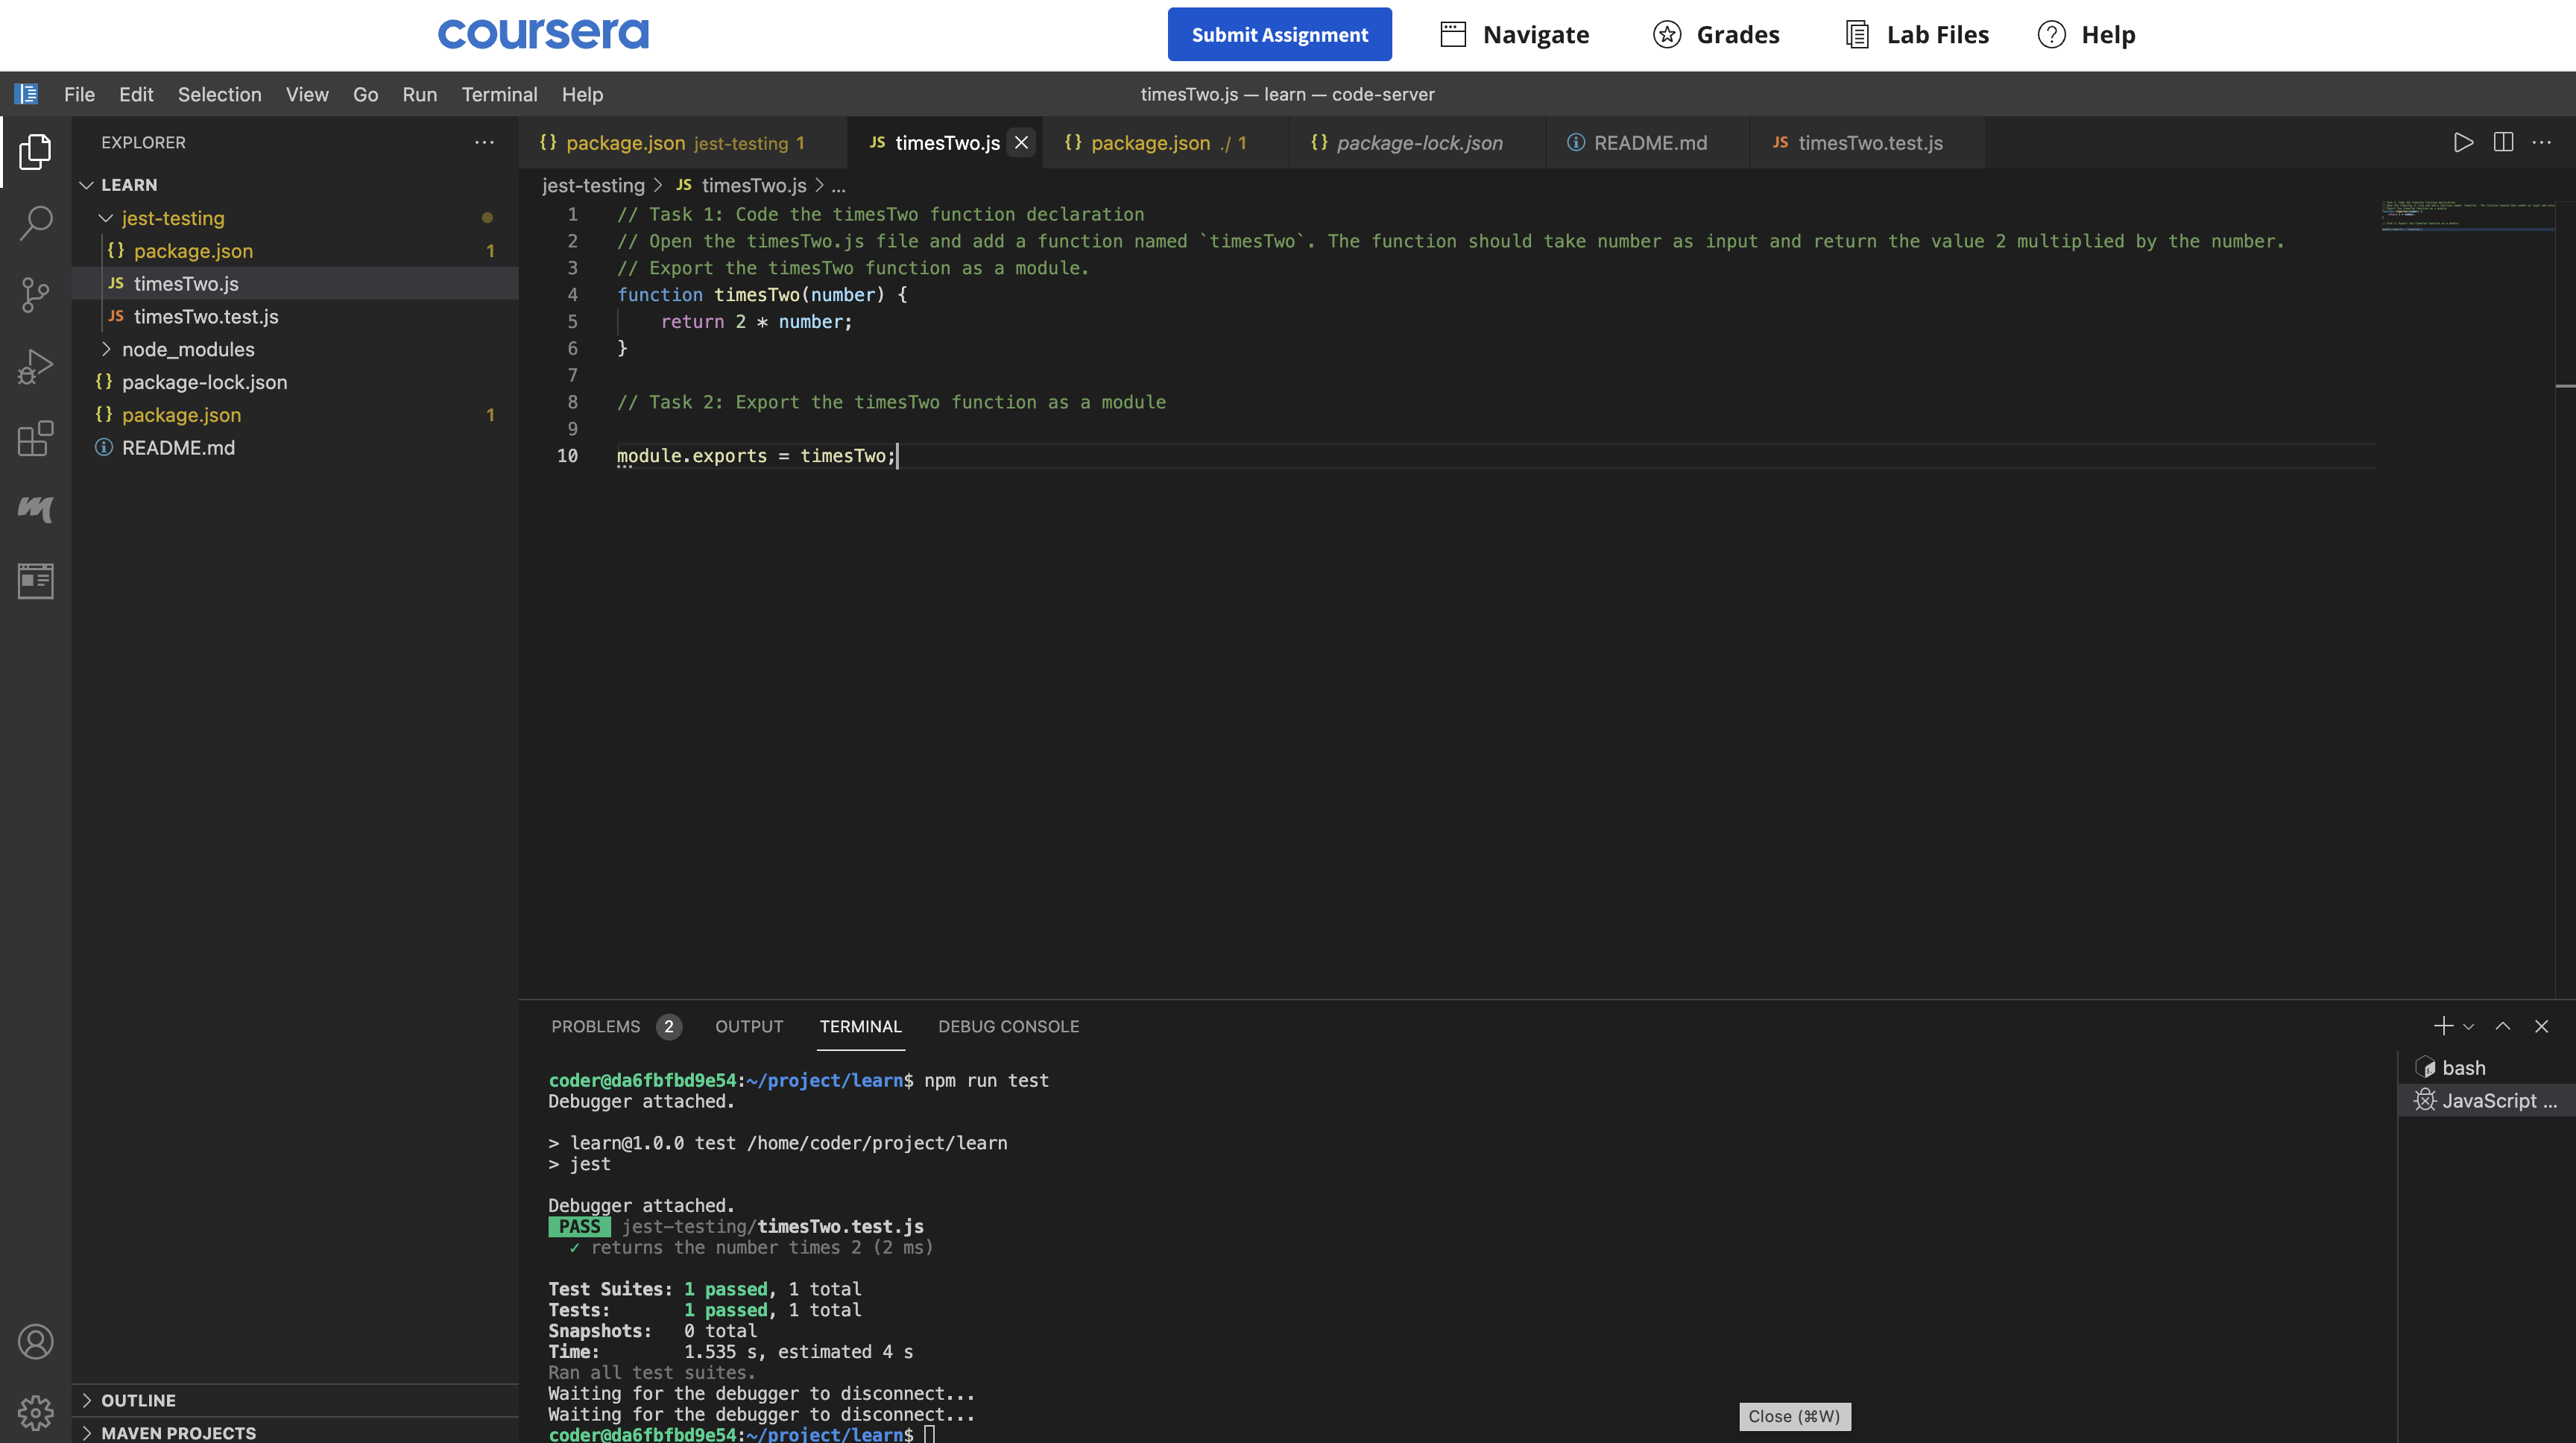 coursera
Submit Assignment
Navigate
Grades
Lab Files
Help
File Edit Selection View Go Run Terminal Help
timesTwo.js — learn — code-server
EXPLORER
LEARN
jest-testing
{} package.json 1
JS timesTwo.js
JS timesTwo.test.js
node_modules
{} package-lock.json
{} package.json 1
README.md
OUTLINE
MAVEN PROJECTS
{} package.json jest-testing 1
JS timesTwo.js
{} package.json ./ 1
{} package-lock.json
README.md
JS timesTwo.test.js
jest-testing > JS timesTwo.js > ...
1 // Task 1: Code the timesTwo function declaration
2 // Open the timesTwo.js file and add a function named `timesTwo`. The function should take number as input and return the value 2 multiplied by the number.
3 // Export the timesTwo function as a module.
4 function timesTwo(number) {
5     return 2 * number;
6 }
7
8 // Task 2: Export the timesTwo function as a module
9
10 module.exports = timesTwo;
PROBLEMS 2 OUTPUT TERMINAL DEBUG CONSOLE
bash
JavaScript ...
coder@da6fbfbd9e54:~/project/learn$ npm run test
Debugger attached.
> learn@1.0.0 test /home/coder/project/learn
> jest
Debugger attached.
PASS jest-testing/timesTwo.test.js
✓ returns the number times 2 (2 ms)
Test Suites: 1 passed, 1 total
Tests: 1 passed, 1 total
Snapshots: 0 total
Time: 1.535 s, estimated 4 s
Ran all test suites.
Waiting for the debugger to disconnect...
Waiting for the debugger to disconnect...
coder@da6fbfbd9e54:~/project/learn$
Close (⌘W)